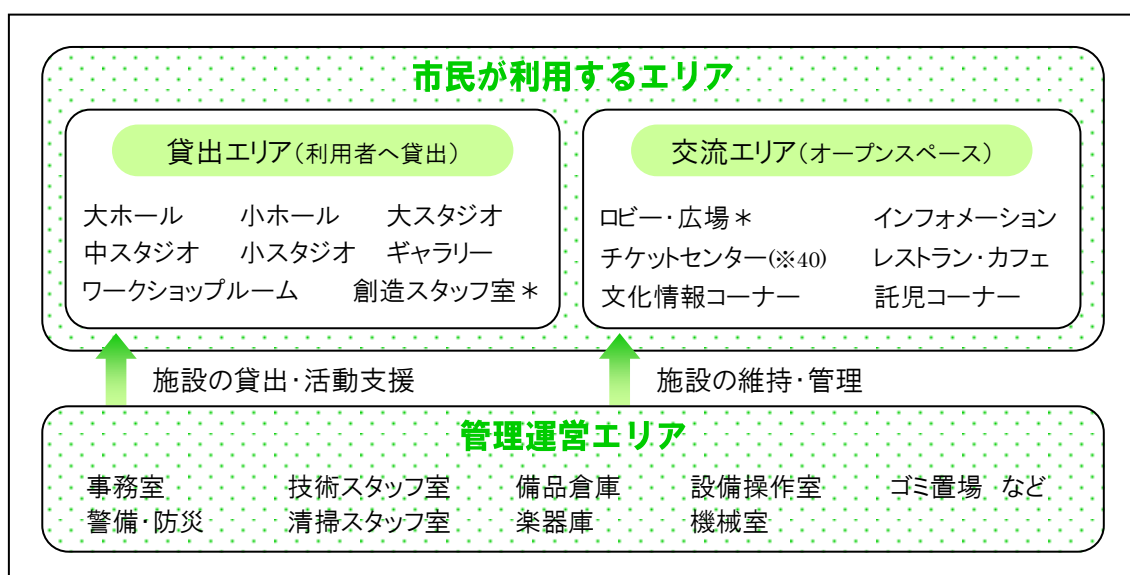 市民が利用するエリア
貸出エリア(利用者へ貸出)
大ホール 小ホール 大スタジオ
中スタジオ 小スタジオ ギャラリー
ワークショップルーム 創造スタッフ室*
交流エリア(オープンスペース)
ロビー・広場* インフォメーション
チケットセンター(※40) レストラン・カフェ
文化情報コーナー 託児コーナー
施設の貸出・活動支援
施設の維持・管理
管理運営エリア
事務室 技術スタッフ室 備品倉庫 設備操作室 ゴミ置場 など
警備・防災 清掃スタッフ室 楽器庫 機械室